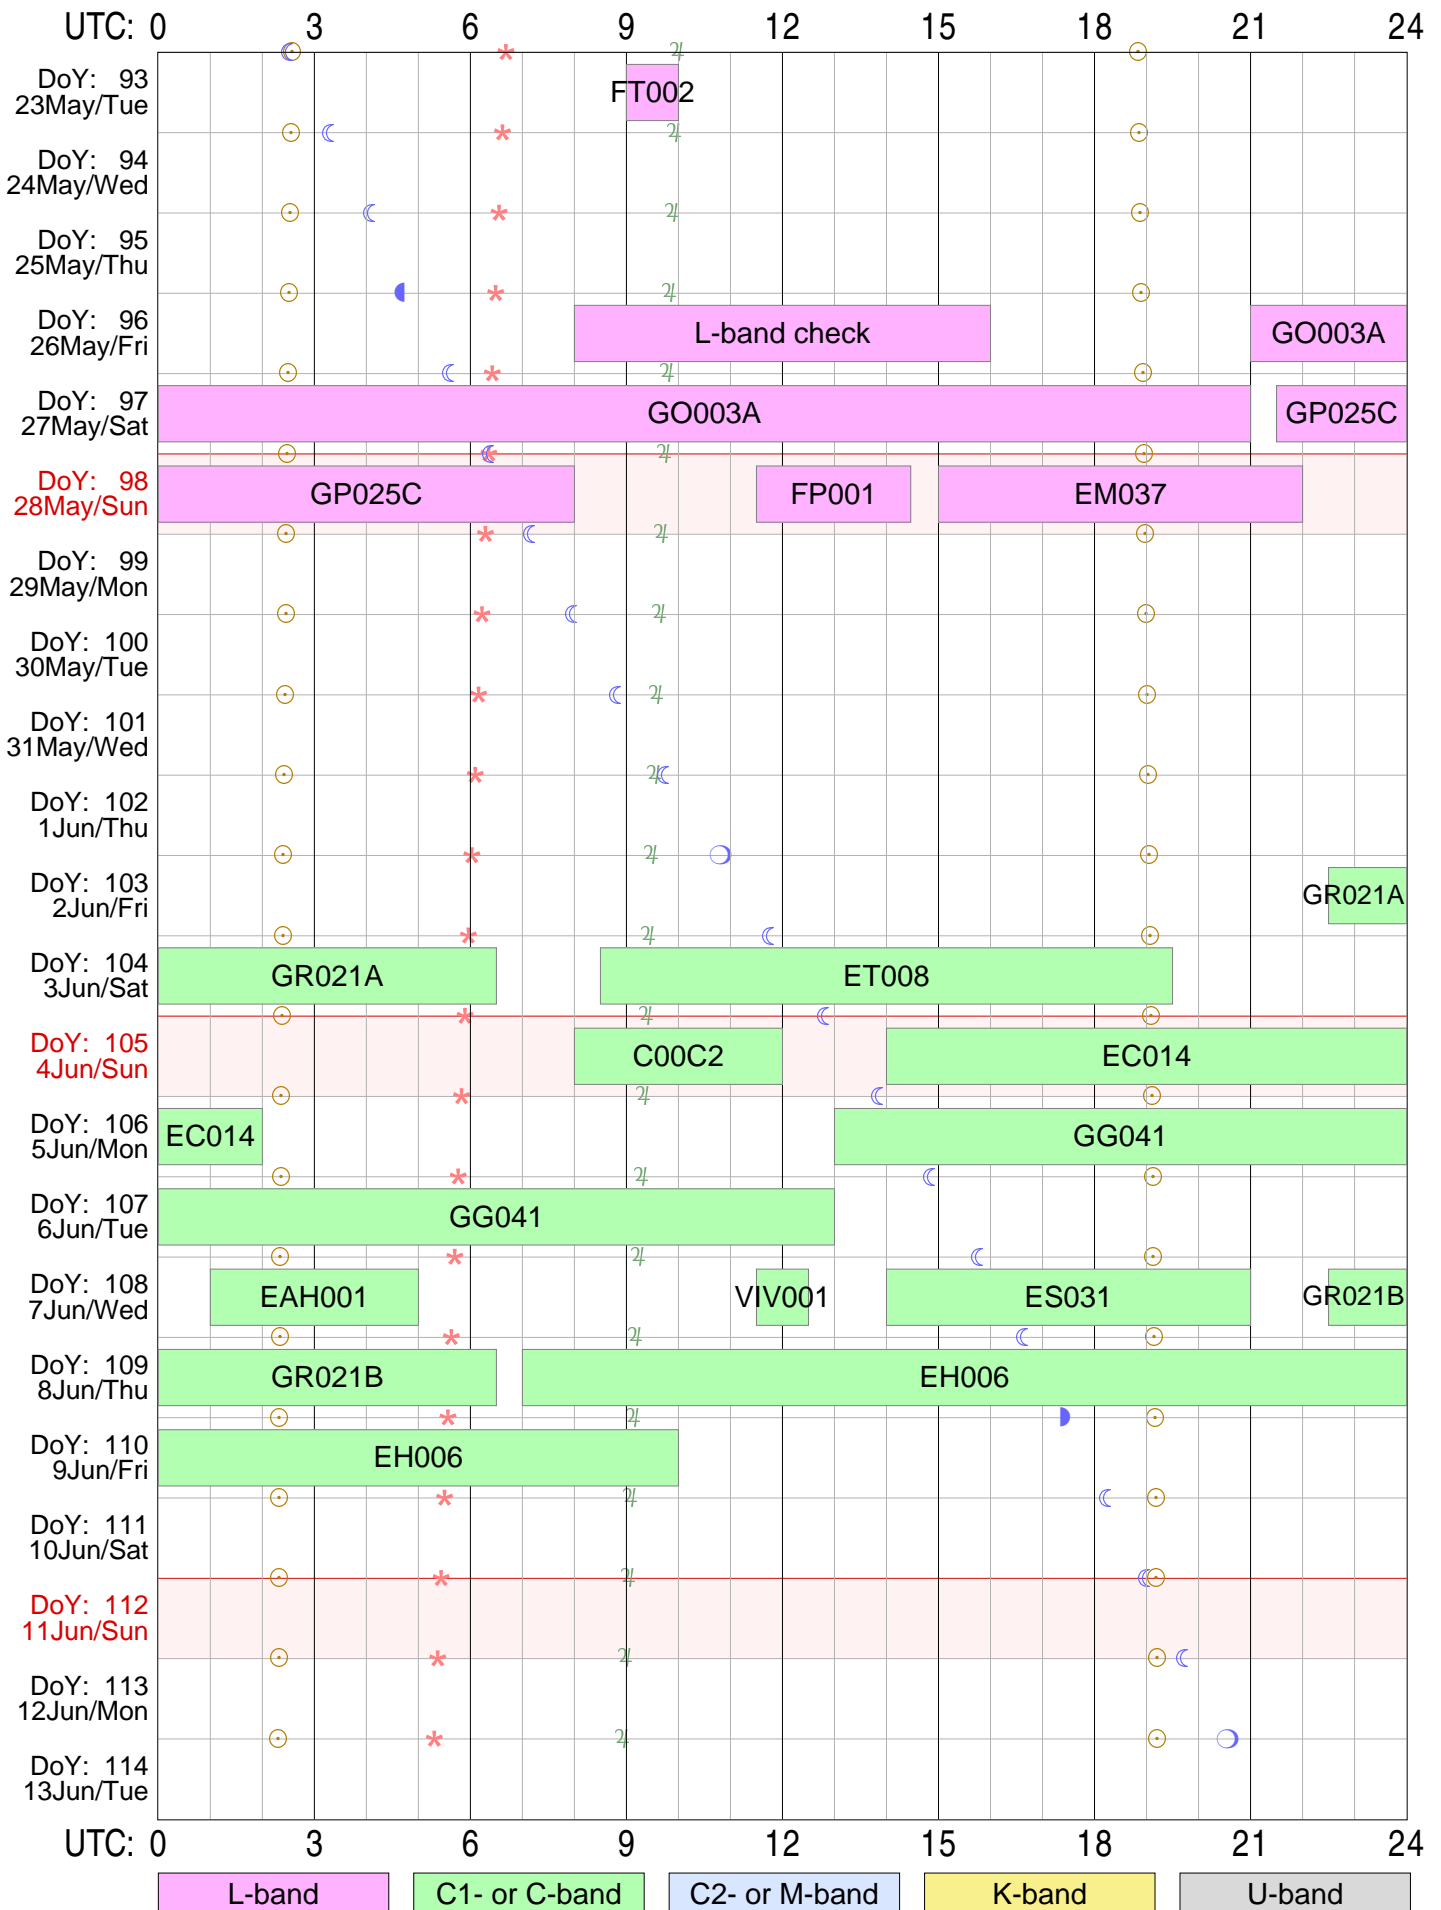 UTC: 0 3 6 9 12 15 18 21 24
DoY: 93
23May/Tue
FT002
DoY: 94
24May/Wed
DoY: 95
25May/Thu
DoY: 96
26May/Fri
L-band check GO003A
DoY: 97
27May/Sat
GO003A GP025C
DoY: 98
28May/Sun
GP025C FP001 EM037
DoY: 99
29May/Mon
DoY: 100
30May/Tue
DoY: 101
31May/Wed
DoY: 102
1Jun/Thu
DoY: 103
2Jun/Fri
GR021A
DoY: 104
3Jun/Sat
GR021A ET008
DoY: 105
4Jun/Sun
C00C2 EC014
DoY: 106
5Jun/Mon
EC014 GG041
DoY: 107
6Jun/Tue
GG041
DoY: 108
7Jun/Wed
EAH001 VIV001 ES031 GR021B
DoY: 109
8Jun/Thu
GR021B EH006
DoY: 110
9Jun/Fri
EH006
DoY: 111
10Jun/Sat
DoY: 112
11Jun/Sun
DoY: 113
12Jun/Mon
DoY: 114
13Jun/Tue
UTC: 0 3 6 9 12 15 18 21 24
L-band C1- or C-band C2- or M-band K-band U-band